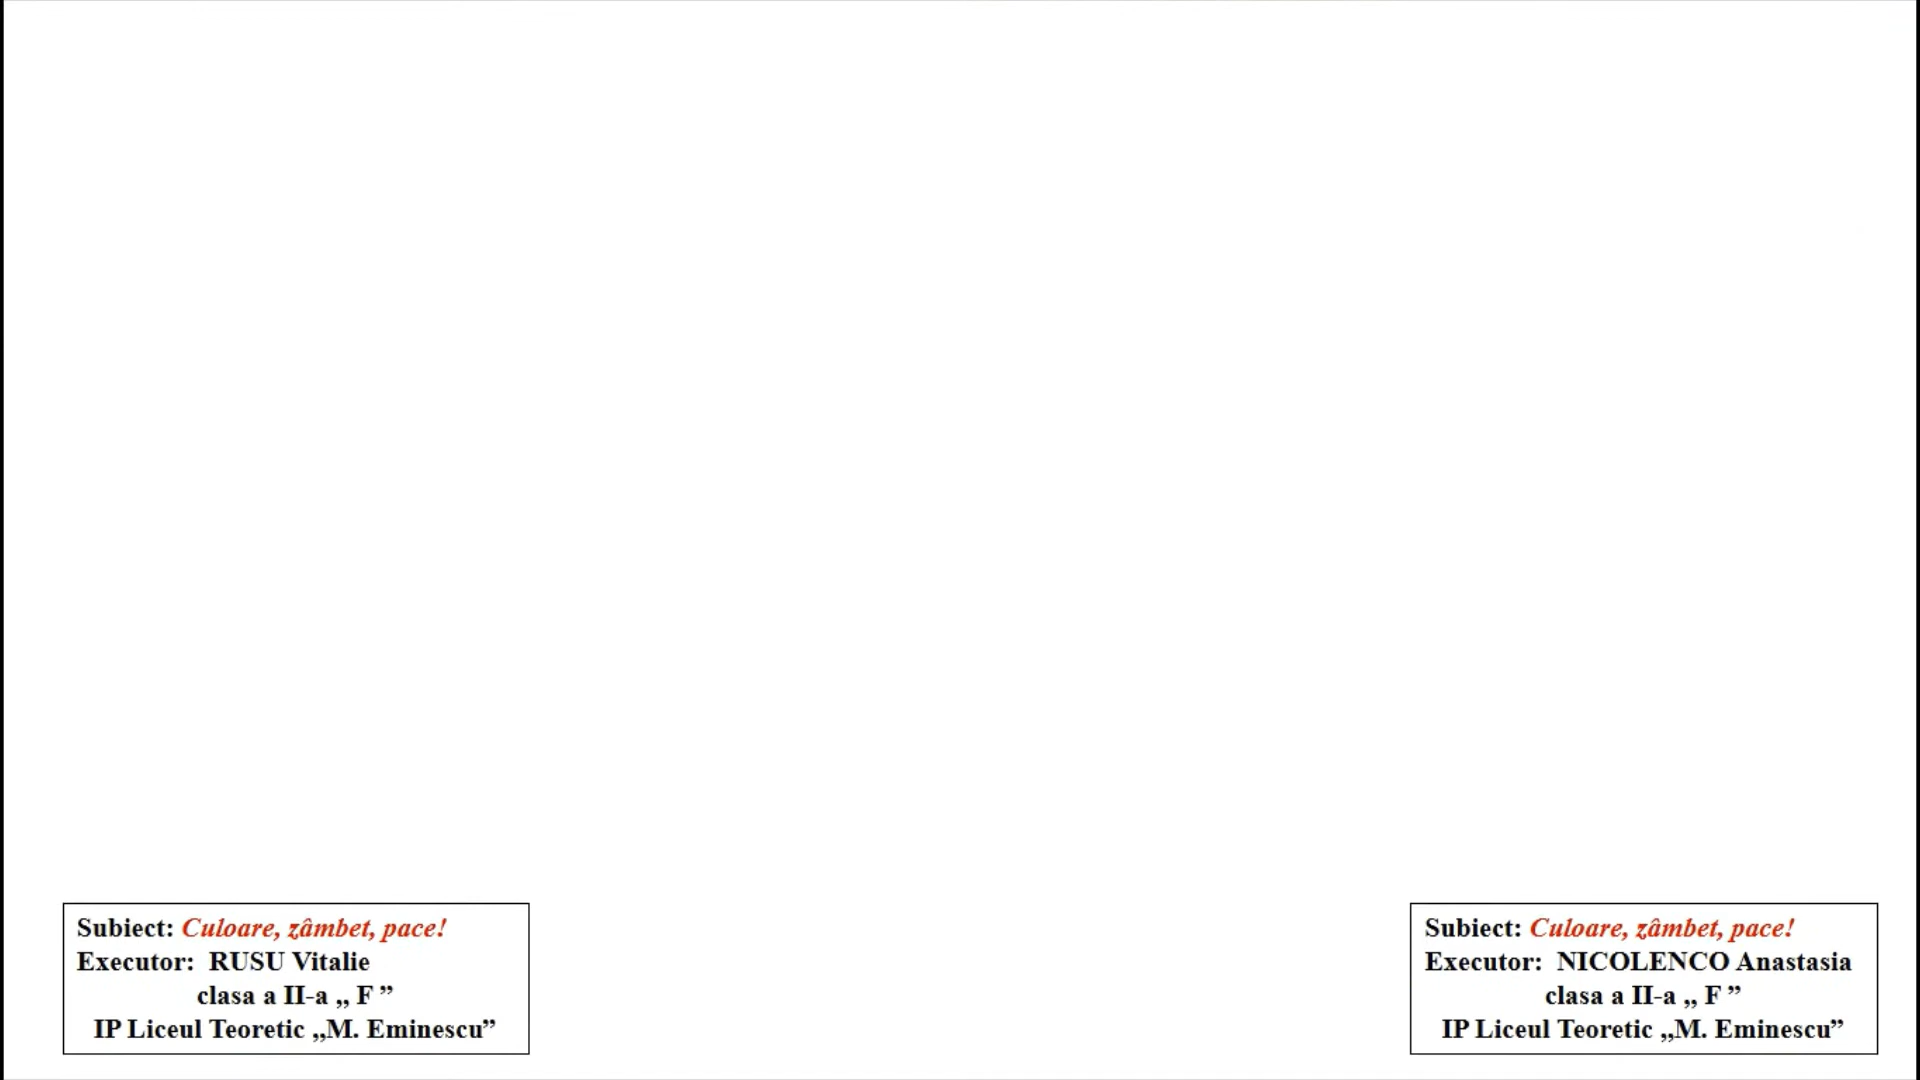 Subiect: Culoare, zâmbet, pace!
Executor: RUSU Vitalie
clasa a II-a „ F ”
IP Liceul Teoretic „M. Eminescu”
Subiect: Culoare, zâmbet, pace!
Executor: NICOLENCO Anastasia
clasa a II-a „ F ”
IP Liceul Teoretic „M. Eminescu”